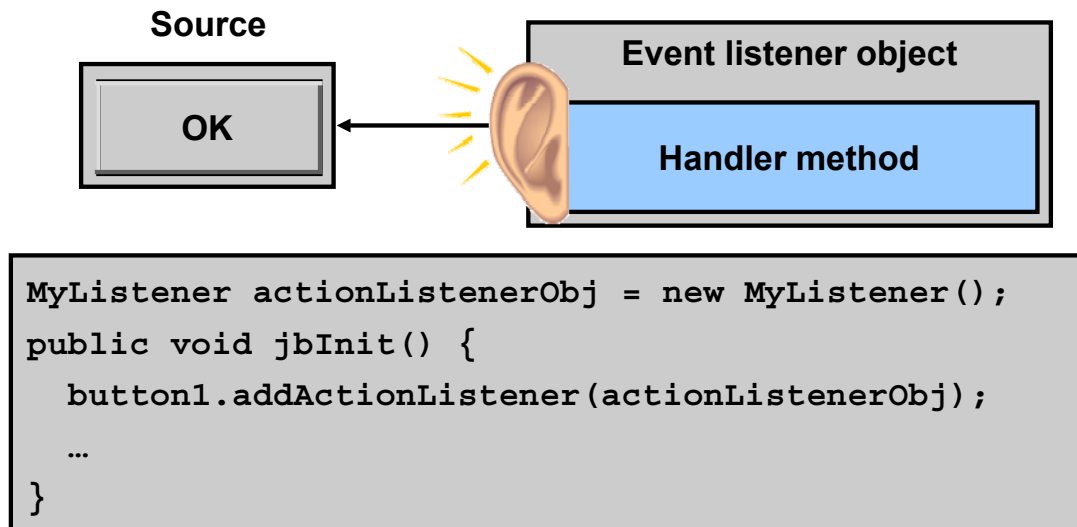 Source
Event listener object
OK
Handler method
MyListener actionListenerObj = new MyListener();
public void jbInit() {
  button1.addActionListener(actionListenerObj);
  …
}